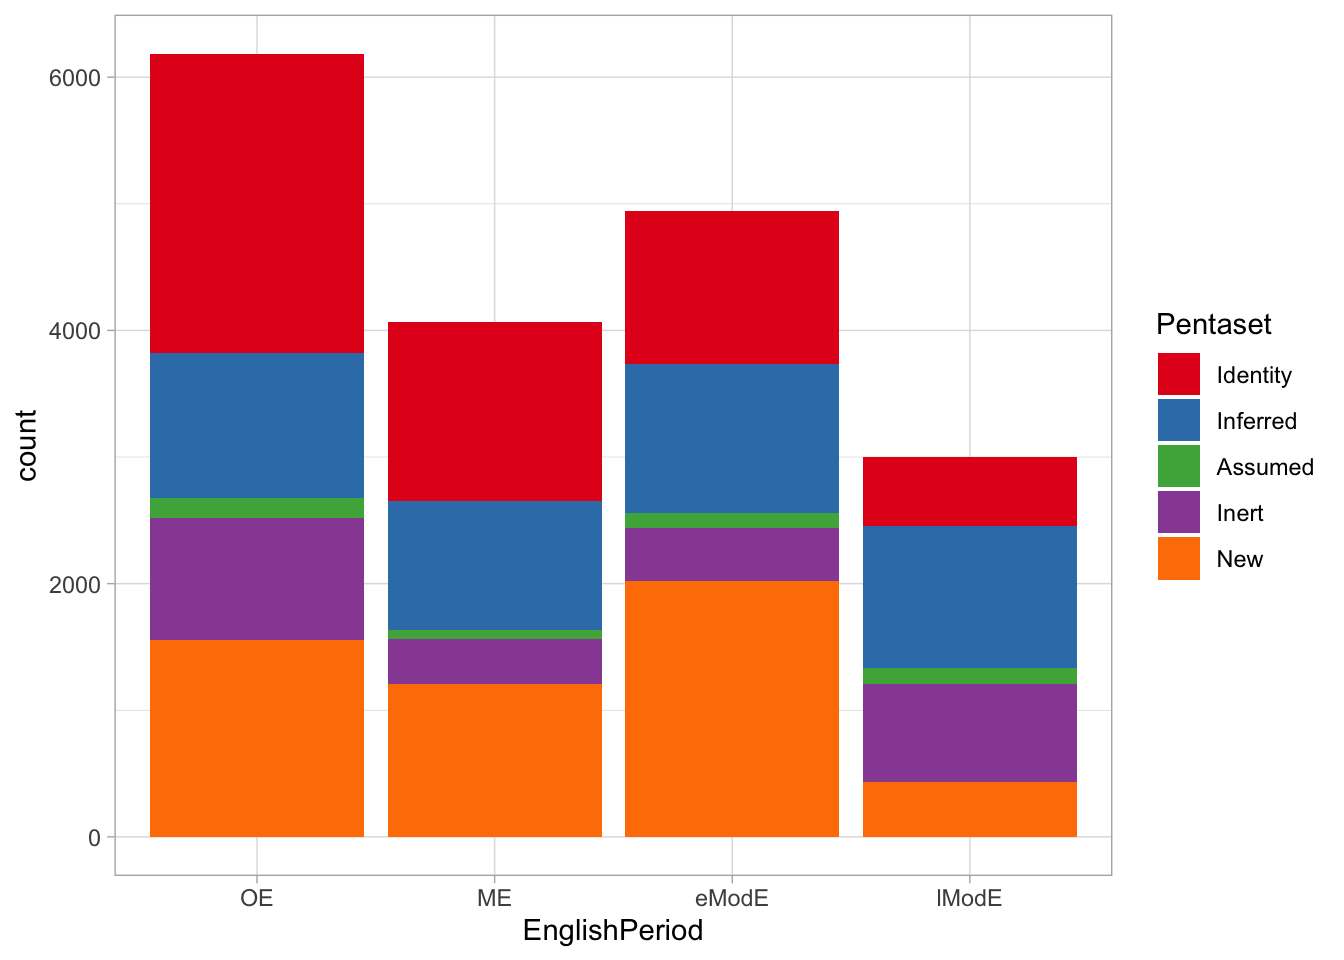 6000
4000
2000
0
count
OE
ME
eModE
lModE
EnglishPeriod
Pentaset
Identity
Inferred
Assumed
Inert
New